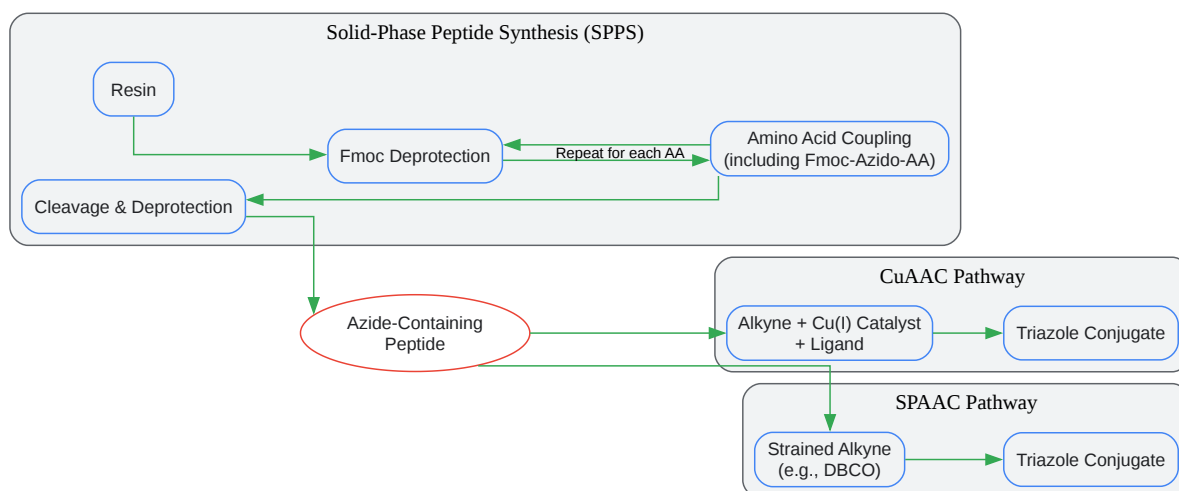 Solid-Phase Peptide Synthesis (SPPS)
Resin
Fmoc Deprotection
Repeat for each AA
Amino Acid Coupling
(including Fmoc-Azido-AA)
Cleavage & Deprotection
Azide-Containing
Peptide
CuAAC Pathway
Alkyne + Cu(I) Catalyst
+ Ligand
Triazole Conjugate
SPAAC Pathway
Strained Alkyne
(e.g., DBCO)
Triazole Conjugate